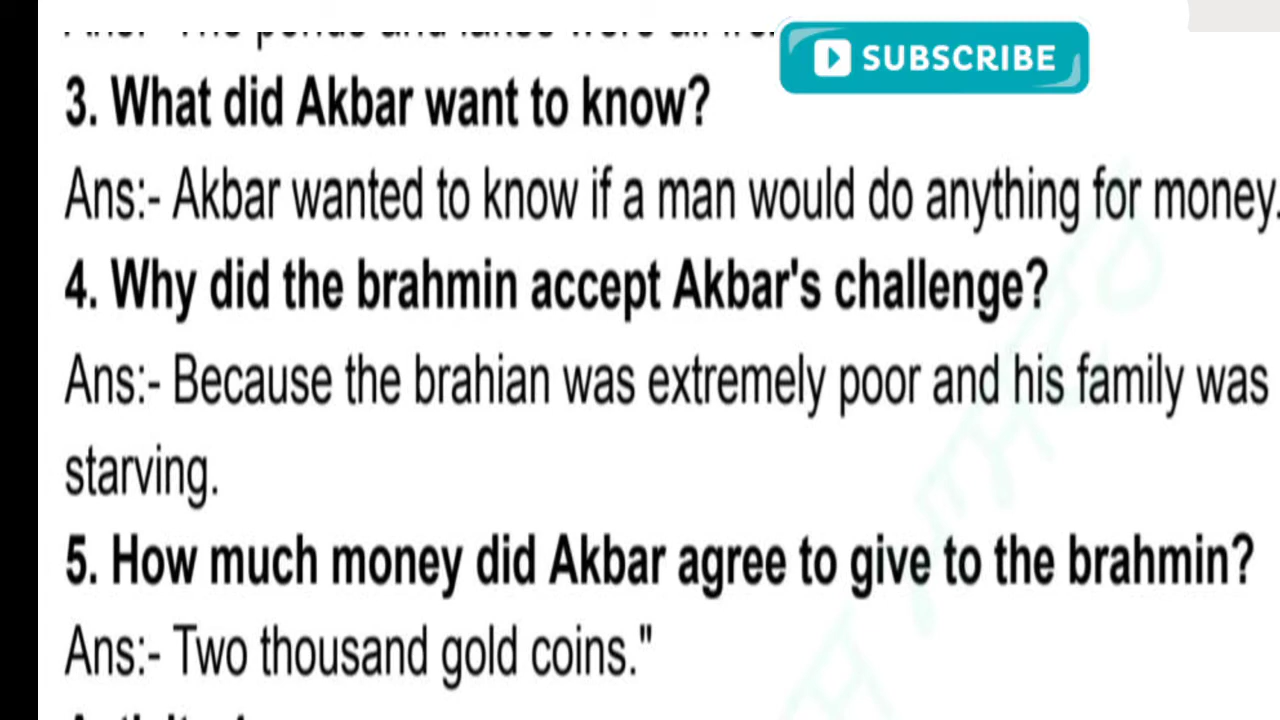 SUBSCRIBE
3. What did Akbar want to know?
Ans:- Akbar wanted to know if a man would do anything for money.
4. Why did the brahmin accept Akbar's challenge?
Ans:- Because the brahian was extremely poor and his family was
starving.
5. How much money did Akbar agree to give to the brahmin?
Ans:- Two thousand gold coins."